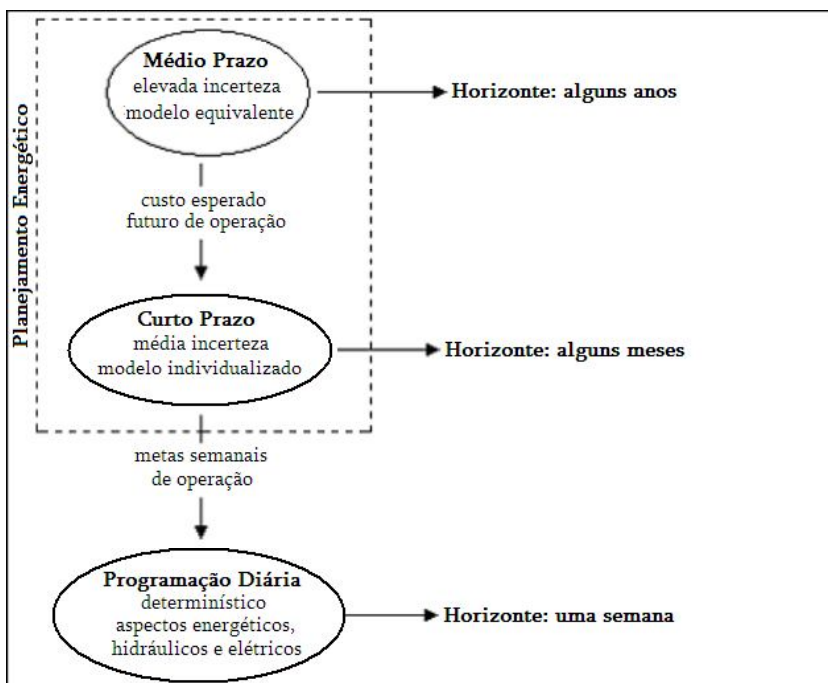 Planejamento Energético
Médio Prazo
elevada incerteza
modelo equivalente
Horizonte: alguns anos
custo esperado
futuro de operação
Curto Prazo
média incerteza
modelo individualizado
Horizonte: alguns meses
metas semanais
de operação
Programação Diária
determinístico
aspectos energéticos,
hidráulicos e elétricos
Horizonte: uma semana